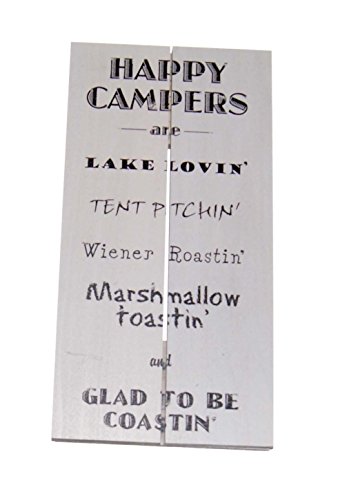 HAPPY
CAMPERS
are
LAKE LOVIN'
TENT PITCHIN'
Wiener Roastin'
Marshmallow
toastin'
and
GLAD TO BE
COASTIN'